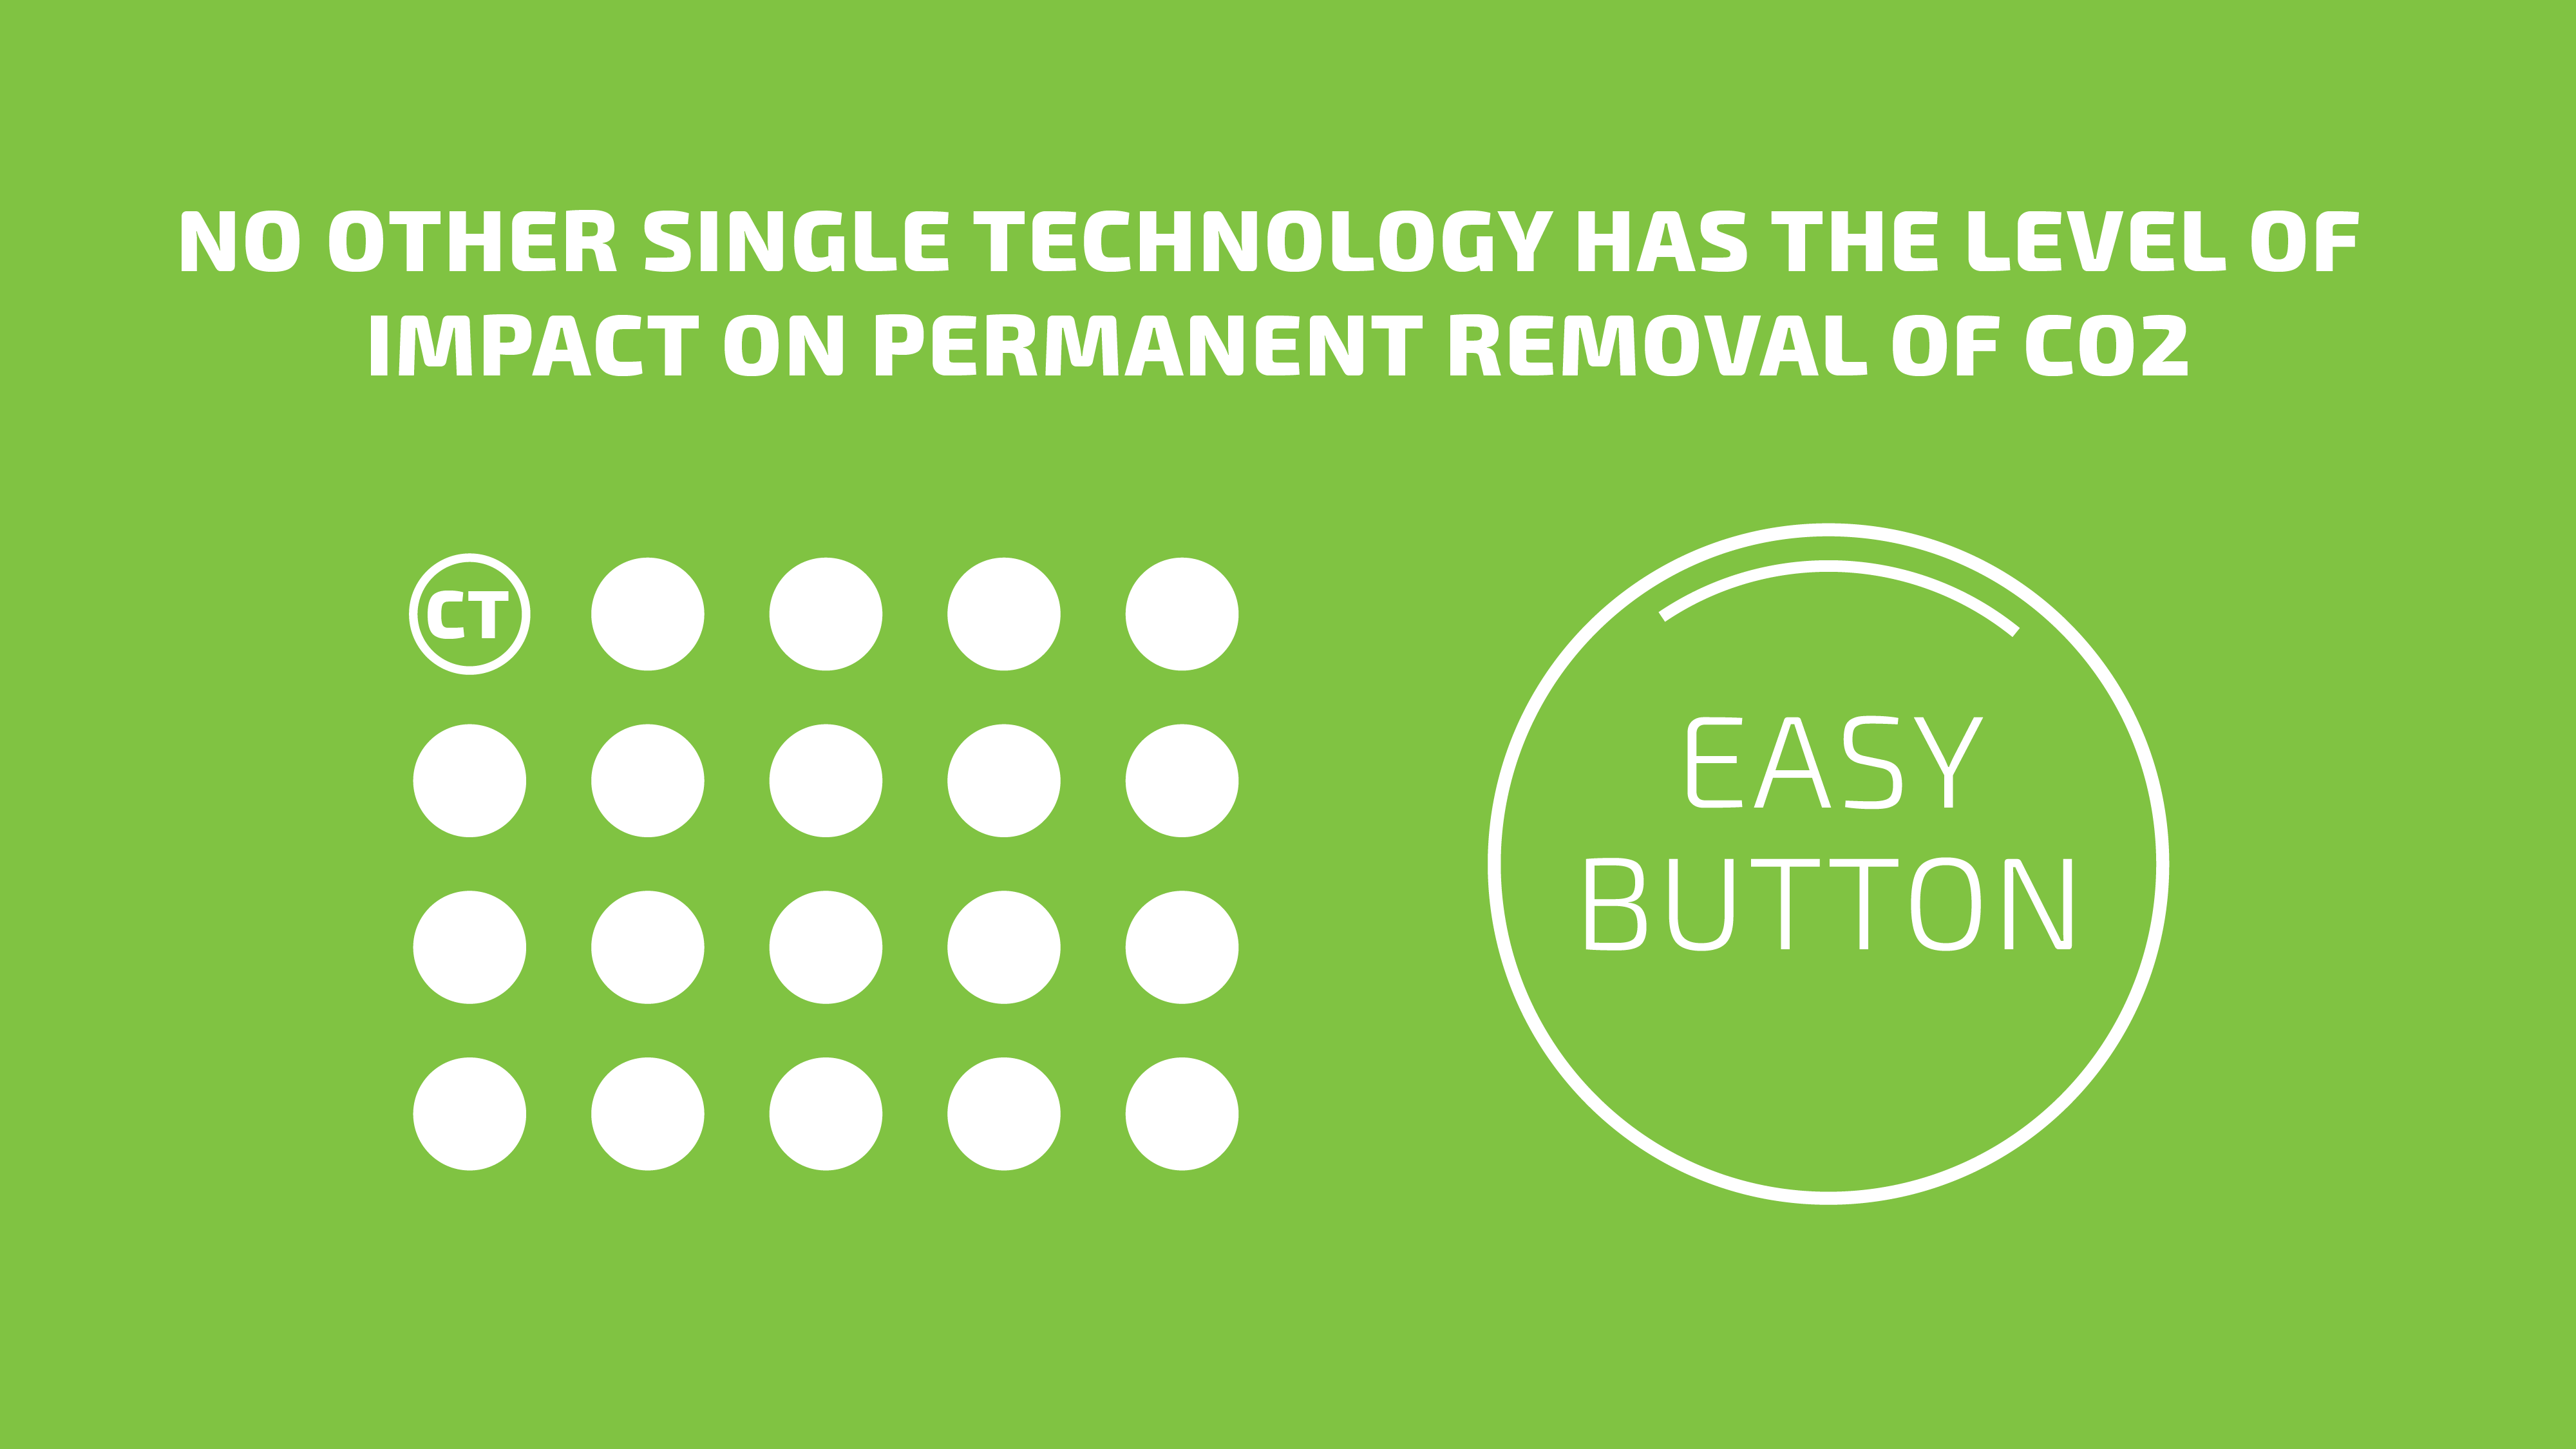 NO OTHER SINGLE TECHNOLOGY HAS THE LEVEL OF
IMPACT ON PERMANENT REMOVAL OF CO2
CT
EASY
BUTTON